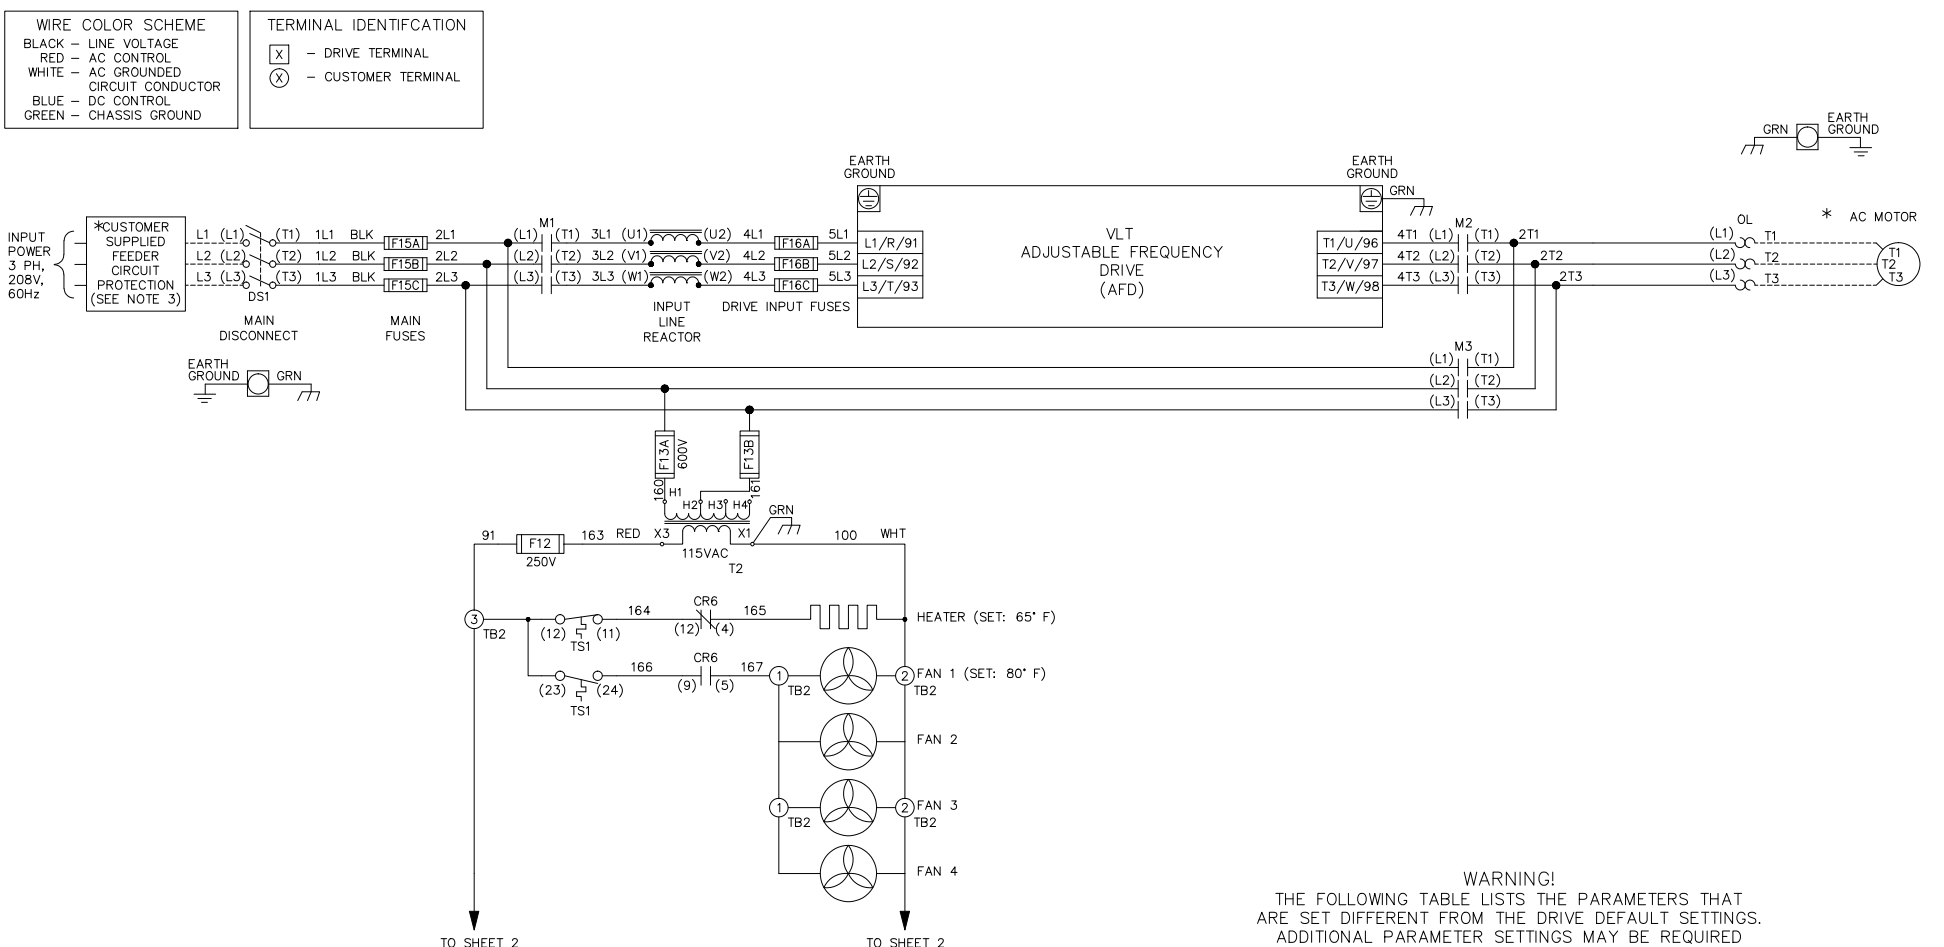 WIRE COLOR SCHEME
BLACK – LINE VOLTAGE
RED – AC CONTROL
WHITE – AC GROUNDED
CIRCUIT CONDUCTOR
BLUE – DC CONTROL
GREEN – CHASSIS GROUND
TERMINAL IDENTIFCATION
X – DRIVE TERMINAL
X – CUSTOMER TERMINAL
GRN
EARTH
GROUND
INPUT
POWER
3 PH,
208V,
60Hz
*CUSTOMER
SUPPLIED
FEEDER
CIRCUIT
PROTECTION
(SEE NOTE 3)
L1 (L1) (T1) 1L1 BLK F15A 2L1
L2 (L2) 1L2 BLK F15B 2L2
L3 (L3) (T3) 1L3 BLK F15C 2L3
DS1
MAIN
DISCONNECT
MAIN
FUSES
EARTH
GROUND
GRN
M1
(L1) (T1) 3L1 (U1) (U2) 4L1 F16A 5L1
(L2) (T2) 3L2 (V1) (V2) 4L2 F16B 5L2
(L3) (T3) 3L3 (W1) (W2) 4L3 F16C 5L3
INPUT
LINE
REACTOR
DRIVE INPUT FUSES
EARTH
GROUND
L1/R/91
L2/S/92
L3/T/93
VLT
ADJUSTABLE FREQUENCY
DRIVE
(AFD)
EARTH
GROUND
GRN
T1/U/96
T2/V/97
T3/W/98
M2
4T1 (L1) (T1) 2T1
4T2 (L2) (T2) 2T2
4T3 (L3) (T3) 2T3
OL
(L1) T1
(L2) T2
(L3) T3
* AC MOTOR
T1
T2
T3
M3
(L1) (T1)
(L2) (T2)
(L3) (T3)
F13A
600V
F13B
160
161
H1
H2 H3 H4
GRN
91 F12 163 RED X3 X1 100 WHT
250V
115VAC
T2
3
TB2
(12) (11)
TS1
164
CR6
(12) (4)
165
HEATER (SET: 65° F)
(23) (24)
TS1
166
CR6
(9) (5)
167
1
TB2
2
TB2
FAN 1 (SET: 80° F)
FAN 2
1
TB2
2
TB2
FAN 3
FAN 4
TO SHEET 2
TO SHEET 2
WARNING!
THE FOLLOWING TABLE LISTS THE PARAMETERS THAT
ARE SET DIFFERENT FROM THE DRIVE DEFAULT SETTINGS.
ADDITIONAL PARAMETER SETTINGS MAY BE REQUIRED